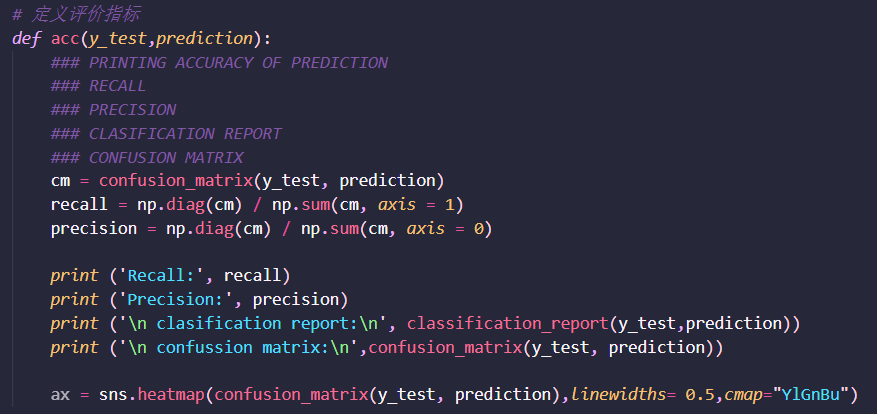 # 定义评价指标
def acc(y_test,prediction):
    ### PRINTING ACCURACY OF PREDICTION
    ### RECALL
    ### PRECISION
    ### CLASIFICATION REPORT
    ### CONFUSION MATRIX
    cm = confusion_matrix(y_test, prediction)
    recall = np.diag(cm) / np.sum(cm, axis = 1)
    precision = np.diag(cm) / np.sum(cm, axis = 0)

    print ('Recall:', recall)
    print ('Precision:', precision)
    print ('\n clasification report:\n', classification_report(y_test,prediction))
    print ('\n confussion matrix:\n',confusion_matrix(y_test, prediction))

    ax = sns.heatmap(confusion_matrix(y_test, prediction),linewidths= 0.5,cmap="YlGnBu")